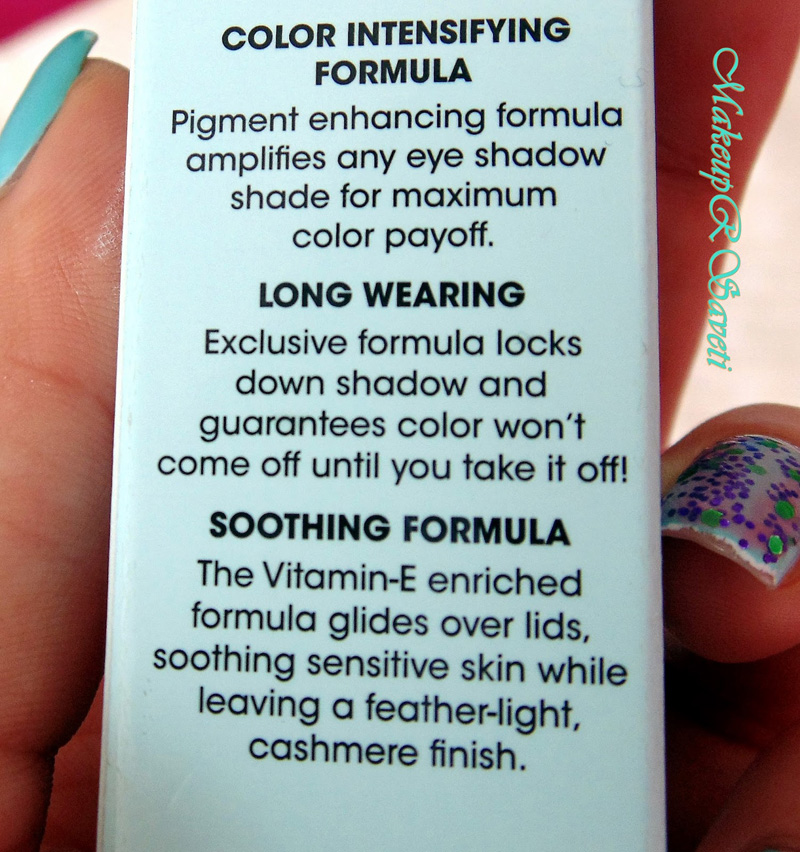 COLOR INTENSIFYING
FORMULA
Pigment enhancing formula
amplifies any eye shadow
shade for maximum
color payoff.
LONG WEARING
Exclusive formula locks
down shadow and
guarantees color won't
come off until you take it off!
SOOTHING FORMULA
The Vitamin-E enriched
formula glides over lids,
soothing sensitive skin while
leaving a feather-light,
cashmere finish.
MakeupR Saveti